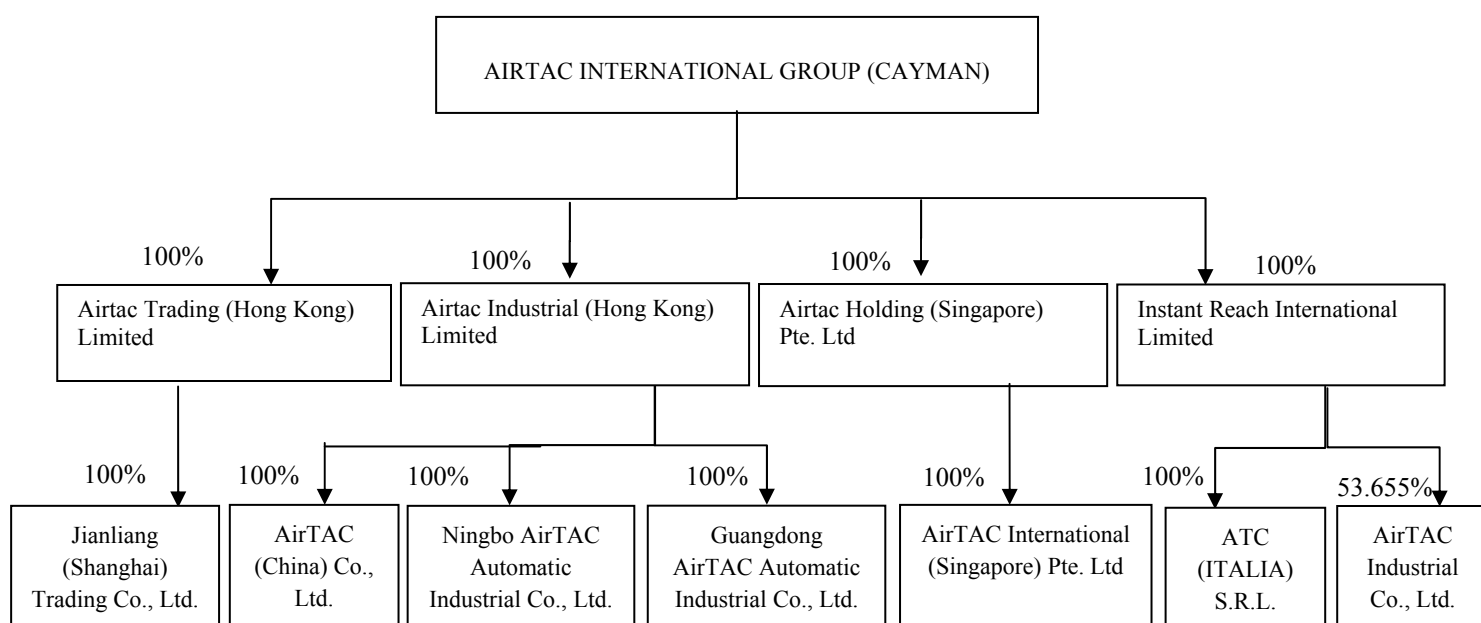 AIRTAC INTERNATIONAL GROUP (CAYMAN)
100%
100%
100%
100%
Airtac Trading (Hong Kong)
Limited
Airtac Industrial (Hong Kong)
Limited
Airtac Holding (Singapore)
Pte. Ltd
Instant Reach International
Limited
100%
100%
100%
100%
100%
100%
53.655%
Jianliang
(Shanghai)
Trading Co., Ltd.
AirTAC
(China) Co.,
Ltd.
Ningbo AirTAC
Automatic
Industrial Co., Ltd.
Guangdong
AirTAC Automatic
Industrial Co., Ltd.
AirTAC International
(Singapore) Pte. Ltd
ATC
(ITALIA)
S.R.L.
AirTAC
Industrial
Co., Ltd.